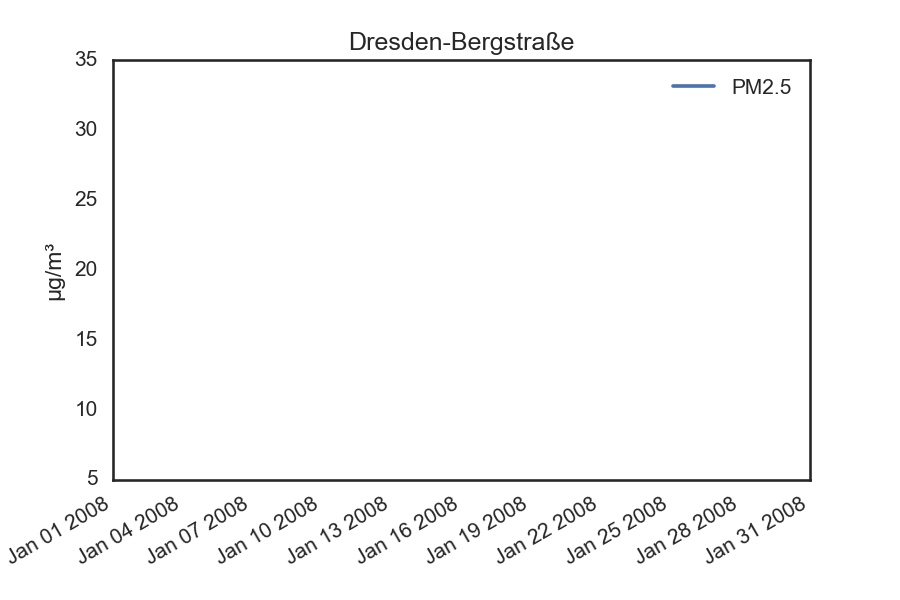 Dresden-Bergstraße
PM2.5
µg/m³
35
30
25
20
15
10
5
Jan 01 2008
Jan 04 2008
Jan 07 2008
Jan 10 2008
Jan 13 2008
Jan 16 2008
Jan 19 2008
Jan 22 2008
Jan 25 2008
Jan 28 2008
Jan 31 2008